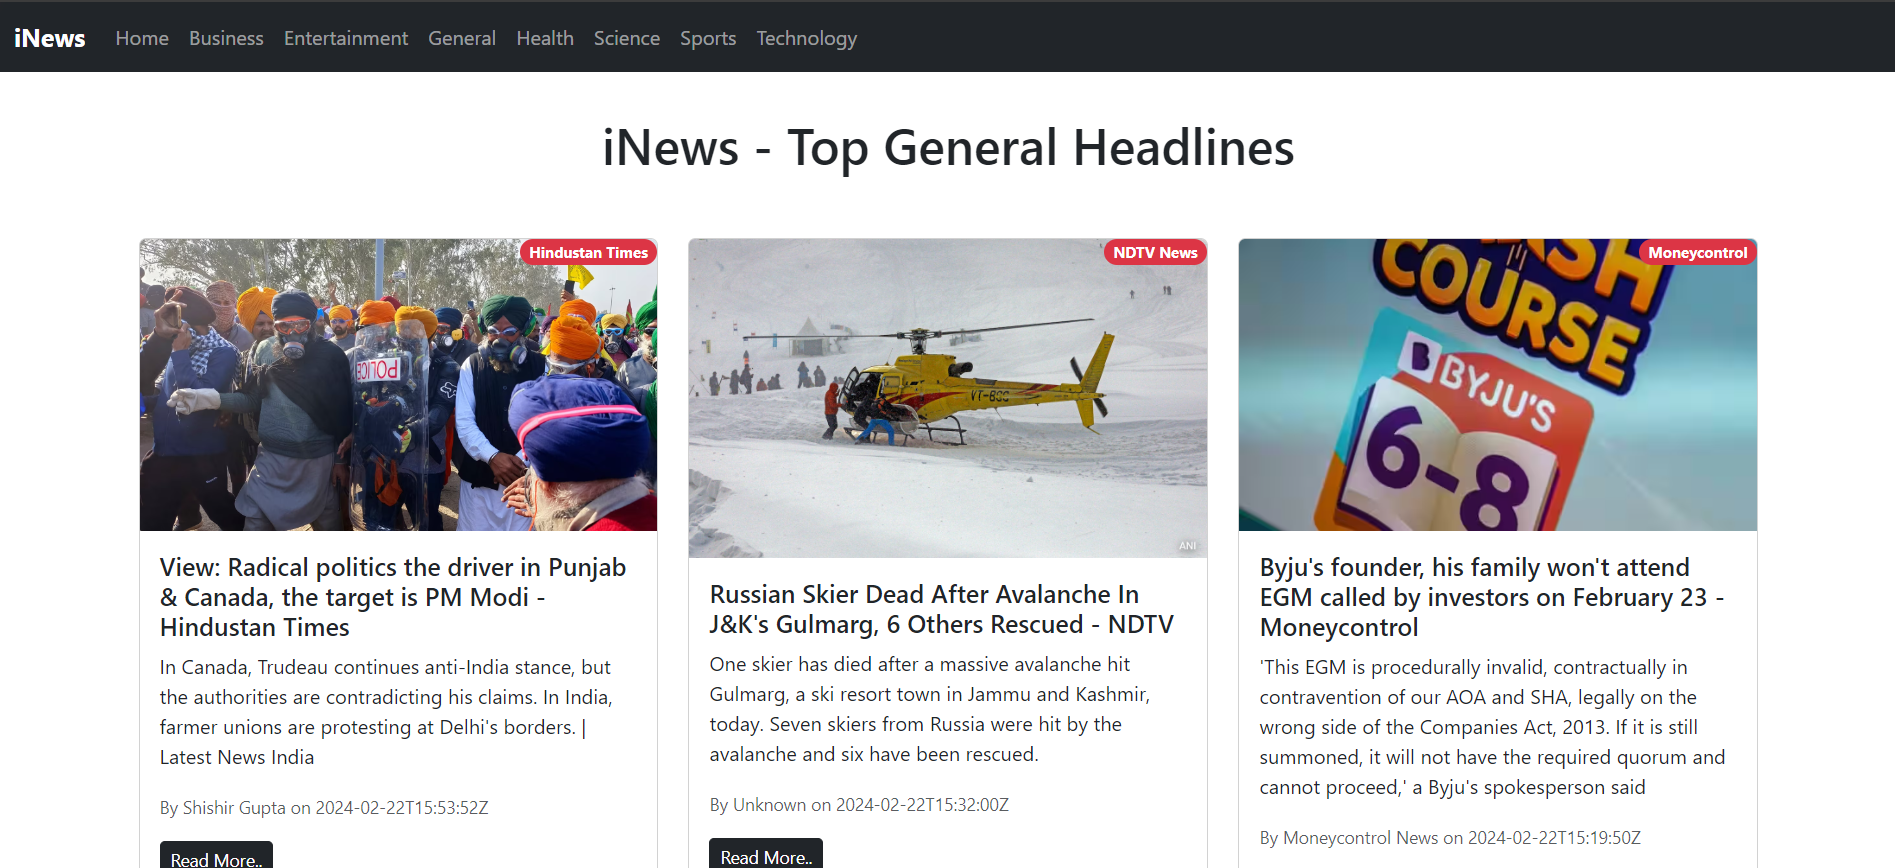 iNews Home Business Entertainment General Health Science Sports Technology
iNews - Top General Headlines
Hindustan Times
POLICE
View: Radical politics the driver in Punjab
& Canada, the target is PM Modi -
Hindustan Times
In Canada, Trudeau continues anti-India stance, but
the authorities are contradicting his claims. In India,
farmer unions are protesting at Delhi's borders. |
Latest News India
By Shishir Gupta on 2024-02-22T15:53:52Z
Read More..
NDTV News
ANI
Russian Skier Dead After Avalanche In
J&K's Gulmarg, 6 Others Rescued - NDTV
One skier has died after a massive avalanche hit
Gulmarg, a ski resort town in Jammu and Kashmir,
today. Seven skiers from Russia were hit by the
avalanche and six have been rescued.
By Unknown on 2024-02-22T15:32:00Z
Read More..
Moneycontrol
COURSE
BYJU'S
6-8
Byju's founder, his family won't attend
EGM called by investors on February 23 -
Moneycontrol
'This EGM is procedurally invalid, contractually in
contravention of our AOA and SHA, legally on the
wrong side of the Companies Act, 2013. If it is still
summoned, it will not have the required quorum and
cannot proceed,' a Byju's spokesperson said
By Moneycontrol News on 2024-02-22T15:19:50Z